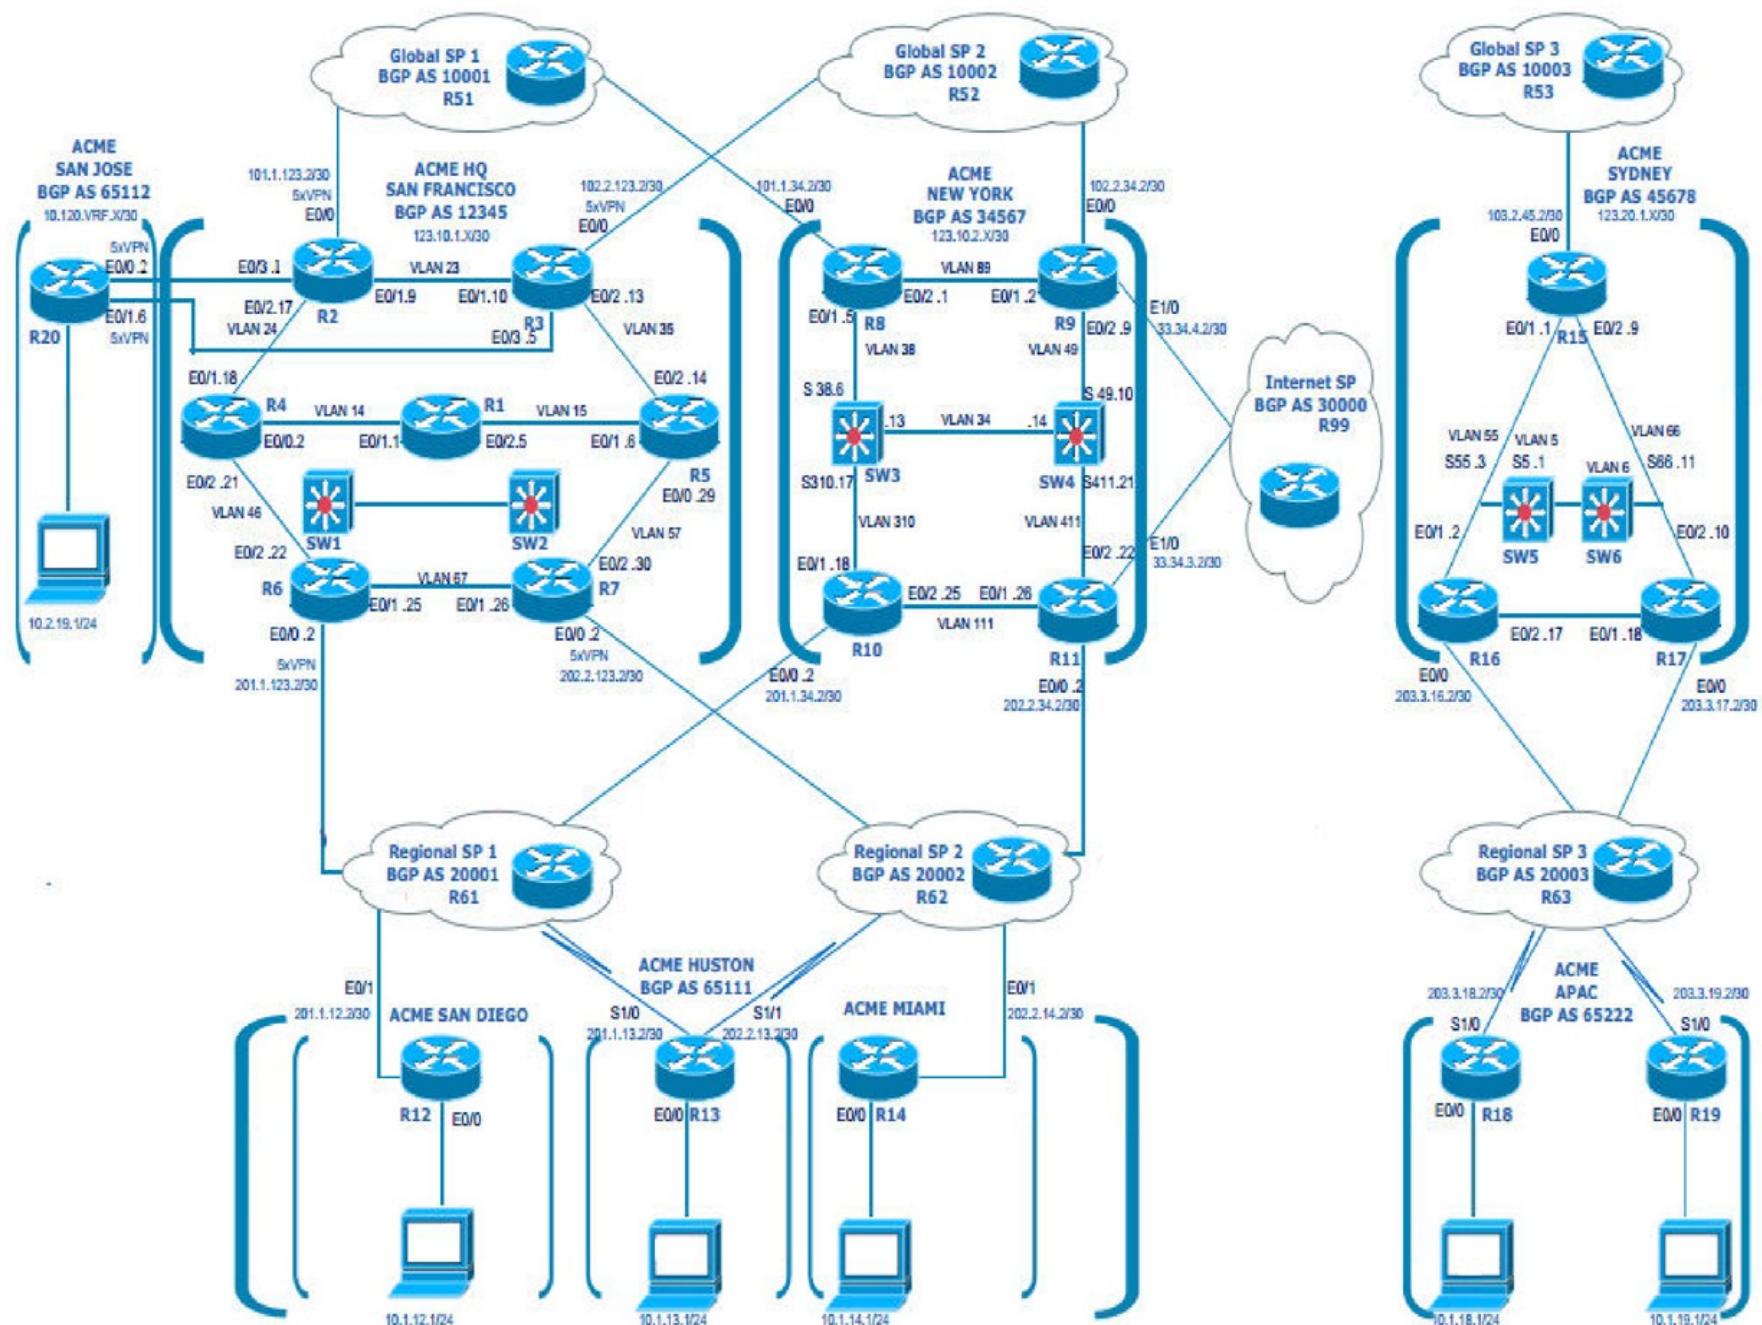 Global SP 1
BGP AS 10001
R51
Global SP 2
BGP AS 10002
R52
Global SP 3
BGP AS 10003
R53
ACME
SAN JOSE
BGP AS 65112
10.120.VRF.X/30
101.1.123.2/30
5xVPN
E0/0
ACME HQ
SAN FRANCISCO
BGP AS 12345
123.10.1.X/30
102.2.123.2/30
5xVPN
E0/0
101.1.34.2/30
E0/0
ACME
NEW YORK
BGP AS 34567
123.10.2.X/30
102.2.34.2/30
E0/0
ACME
SYDNEY
BGP AS 45678
123.20.1.X/30
103.2.45.2/30
E0/0
5xVPN
E0/0.2
E0/1.6
5xVPN
R20
E0/3 .1
E0/2.17
VLAN 24
R2
VLAN 23
E0/1.9
E0/1.10
R3
E0/3 .5
E0/2 .13
VLAN 35
E0/1.18
R4
VLAN 14
E0/0.2
E0/1.1
R1
VLAN 15
E0/2.5
E0/1 .6
E0/2 .14
R5
E0/0 .29
E0/2 .21
VLAN 46
SW1
SW2
VLAN 57
E0/2 .22
R6
VLAN 67
E0/1 .25
E0/1 .26
R7
E0/2 .30
E0/0 .2
5xVPN
201.1.123.2/30
E0/0 .2
5xVPN
202.2.123.2/30
10.2.19.1/24
VLAN 89
E0/2 .1
E0/1 .2
E0/1 .5
R8
VLAN 38
R9
E0/2 .9
VLAN 49
E1/0
33.34.4.2/30
S 38.6
S 49.10
.13
VLAN 34
.14
SW3
SW4
S310.17
S411.21
VLAN 310
VLAN 411
E0/1 .18
E0/2 .22
E1/0
33.34.3.2/30
E0/2 .25
E0/1 .26
VLAN 111
R10
R11
E0/0 .2
201.1.34.2/30
E0/0 .2
202.2.34.2/30
Internet SP
BGP AS 30000
R99
E0/1 .1
R15
E0/2 .9
VLAN 55
S55 .3
VLAN 5
S5 .1
VLAN 6
VLAN 66
S66 .11
SW5
SW6
E0/1 .2
E0/2 .10
E0/2 .17
E0/1 .18
R16
R17
E0/0
203.3.16.2/30
E0/0
203.3.17.2/30
Regional SP 1
BGP AS 20001
R61
Regional SP 2
BGP AS 20002
R62
Regional SP 3
BGP AS 20003
R63
E0/1
201.1.12.2/30
ACME SAN DIEGO
ACME HUSTON
BGP AS 65111
S1/0
201.1.13.2/30
S1/1
202.2.13.2/30
ACME MIAMI
E0/1
202.2.14.2/30
203.3.18.2/30
S1/0
ACME
APAC
BGP AS 65222
203.3.19.2/30
S1/0
R12
E0/0
E0/0
R13
E0/0
R14
E0/0
R18
E0/0
R19
10.1.12.1/24
10.1.13.1/24
10.1.14.1/24
10.1.18.1/24
10.1.19.1/24